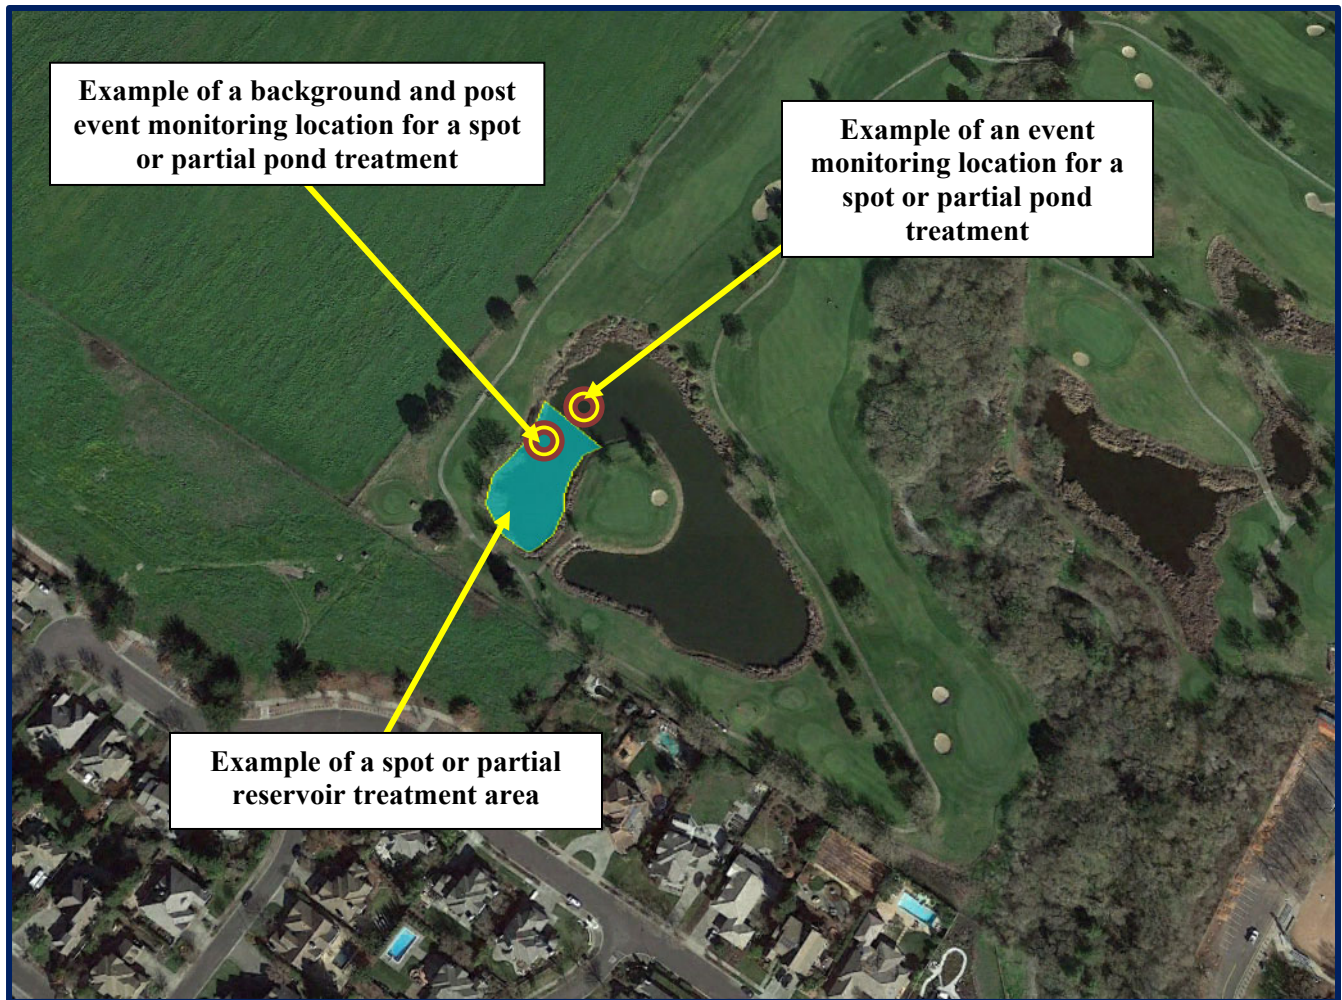 Example of a background and post
event monitoring location for a spot
or partial pond treatment
Example of an event
monitoring location for a
spot or partial pond
treatment
Example of a spot or partial
reservoir treatment area